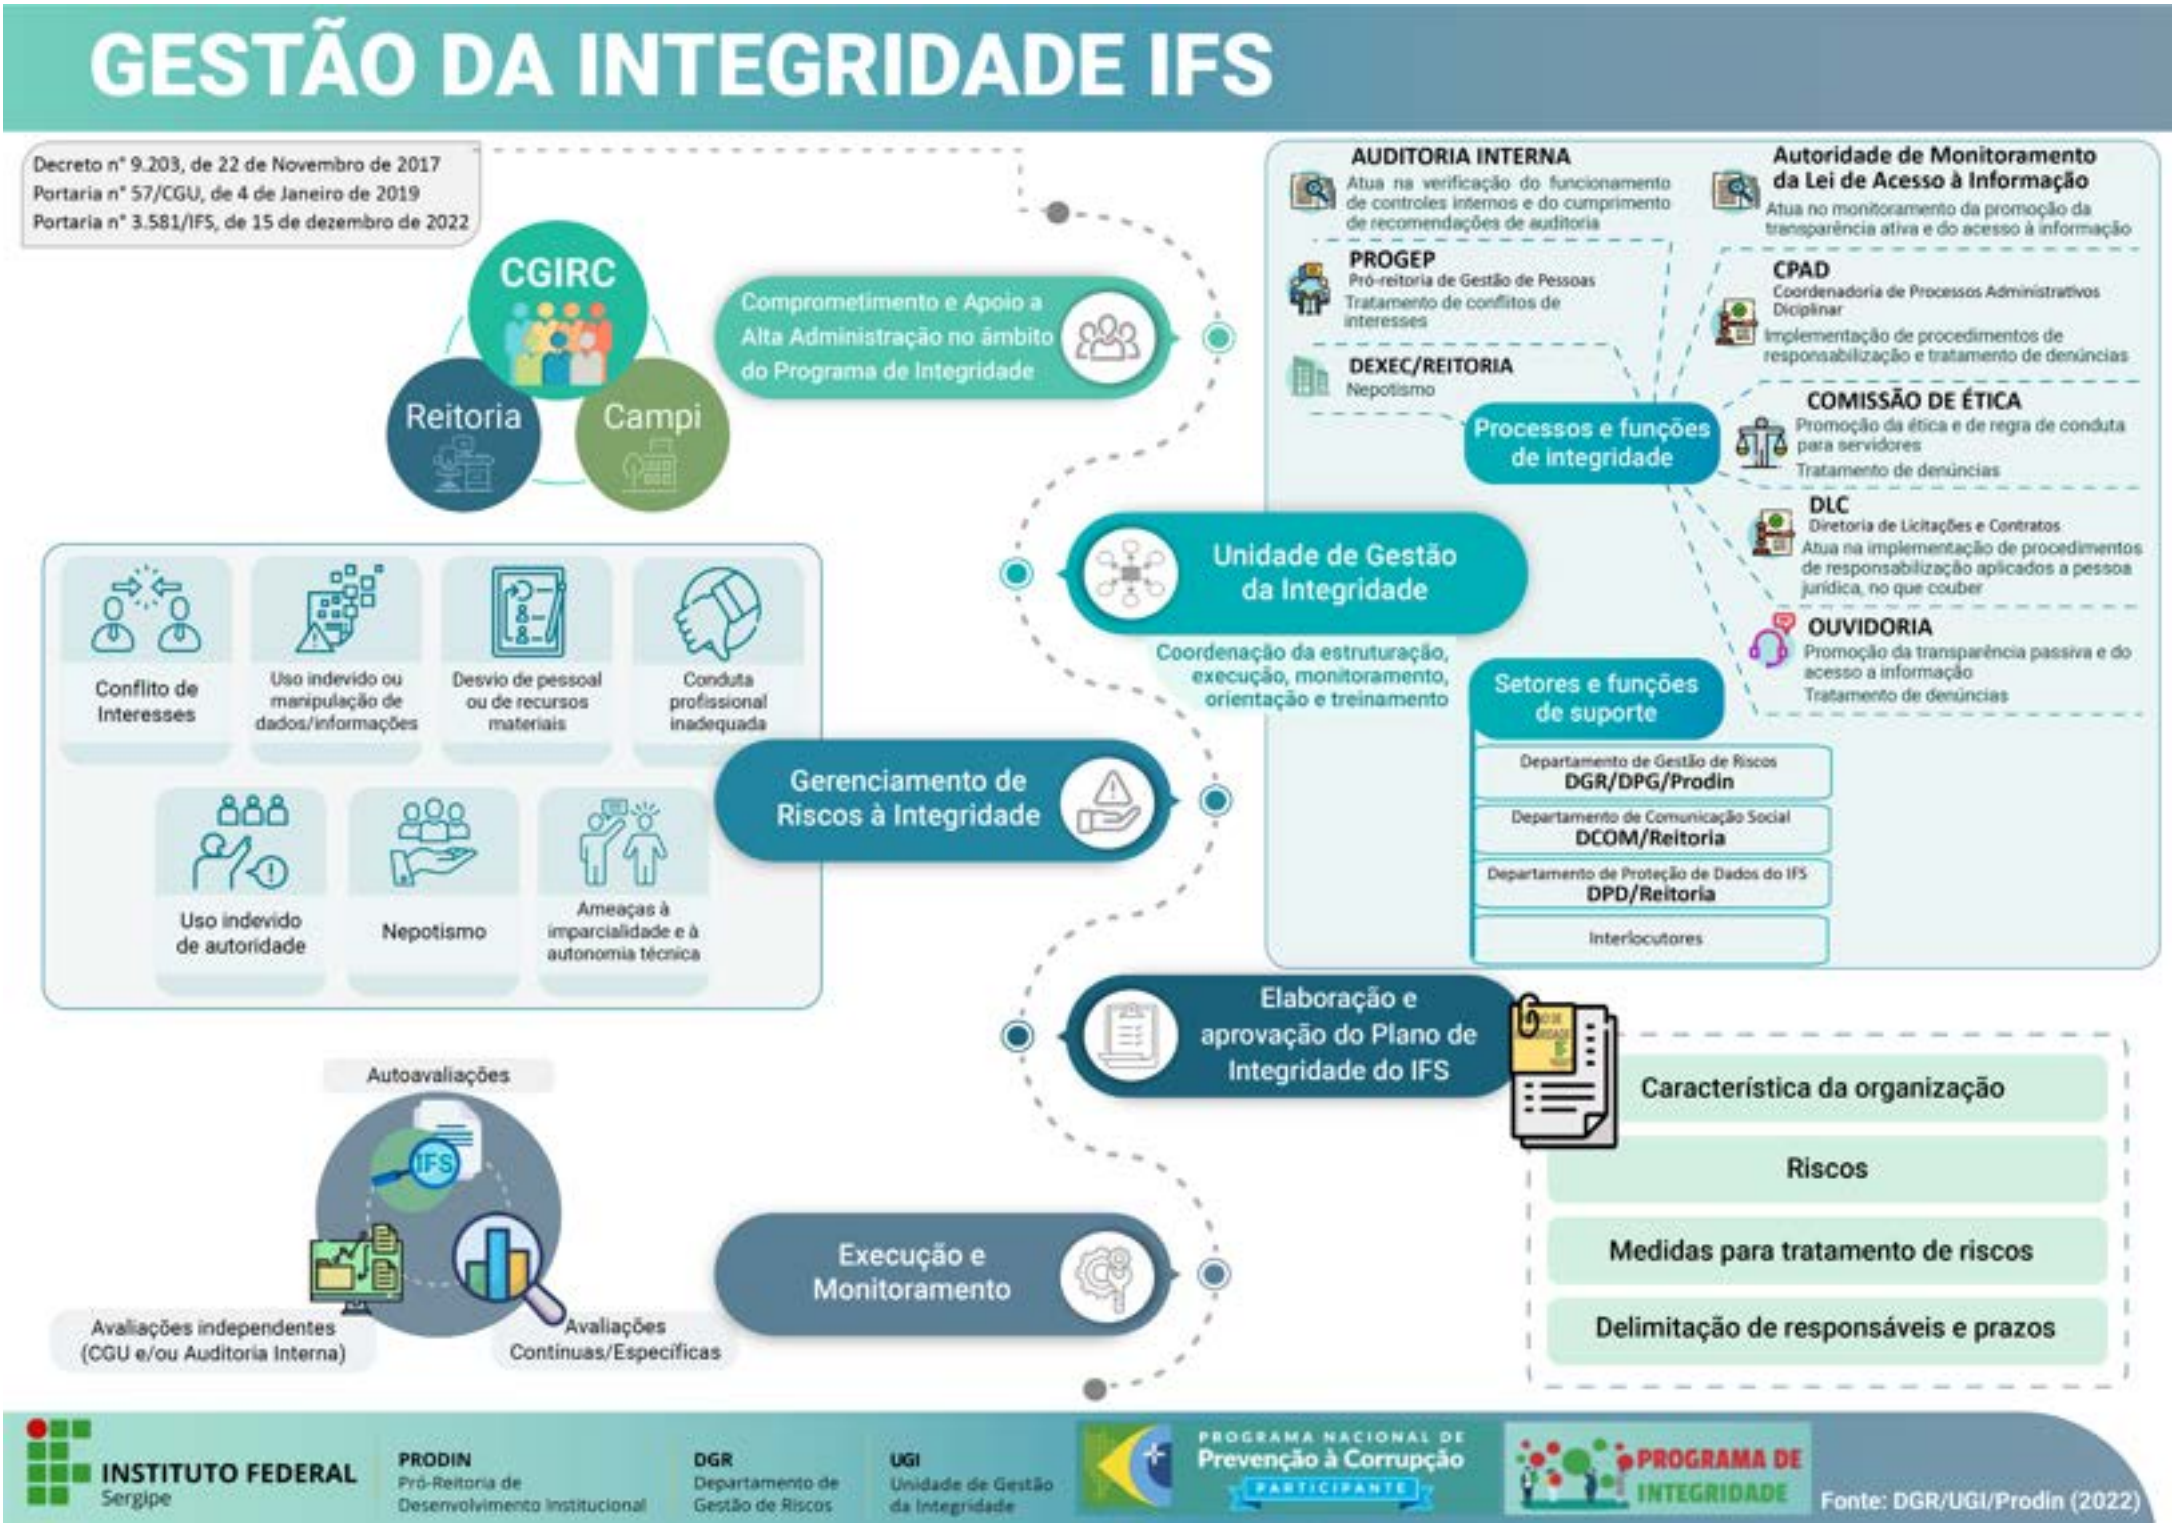 GESTÃO DA INTEGRIDADE IFS
Decreto n° 9.203, de 22 de Novembro de 2017
Portaria n° 57/CGU, de 4 de Janeiro de 2019
Portaria n° 3.581/IFS, de 15 de dezembro de 2022
CGIRC
Reitoria
Campi
Comprometimento e Apoio a
Alta Administração no âmbito
do Programa de Integridade
AUDITORIA INTERNA
Atua na verificação do funcionamento
de controles internos e do cumprimento
de recomendações de auditoria
PROGEP
Pró-reitoria de Gestão de Pessoas
Tratamento de conflitos de
interesses
DEXEC/REITORIA
Nepotismo
Autoridade de Monitoramento
da Lei de Acesso à Informação
Atua no monitoramento da promoção da
transparência ativa e do acesso à informação
CPAD
Coordenadoria de Processos Administrativos
Diciplinar
Implementação de procedimentos de
responsabilização e tratamento de denúncias
COMISSÃO DE ÉTICA
Promoção da ética e de regra de conduta
para servidores
Tratamento de denúncias
DLC
Diretoria de Licitações e Contratos
Atua na implementação de procedimentos
de responsabilização aplicados a pessoa
jurídica, no que couber
OUVIDORIA
Promoção da transparência passiva e do
acesso a informação
Tratamento de denúncias
Processos e funções
de integridade
Unidade de Gestão
da Integridade
Coordenação da estruturação,
execução, monitoramento,
orientação e treinamento
Setores e funções
de suporte
Departamento de Gestão de Riscos
DGR/DPG/Prodin
Departamento de Comunicação Social
DCOM/Reitoria
Departamento de Proteção de Dados do IFS
DPD/Reitoria
Interlocutores
Conflito de
Interesses
Uso indevido ou
manipulação de
dados/informações
Desvio de pessoal
ou de recursos
materiais
Conduta
profissional
inadequada
Uso indevido
de autoridade
Nepotismo
Ameaças à
imparcialidade e à
autonomia técnica
Gerenciamento de
Riscos à Integridade
Elaboração e
aprovação do Plano de
Integridade do IFS
Característica da organização
Riscos
Medidas para tratamento de riscos
Delimitação de responsáveis e prazos
Autoavaliações
IFS
Avaliações independentes
(CGU e/ou Auditoria Interna)
Avaliações
Contínuas/Específicas
Execução e
Monitoramento
INSTITUTO FEDERAL
Sergipe
PRODIN
Pró-Reitoria de
Desenvolvimento Institucional
DGR
Departamento de
Gestão de Riscos
UGI
Unidade de Gestão
da Integridade
PROGRAMA NACIONAL DE
Prevenção à Corrupção
PARTICIPANTE
PROGRAMA DE
INTEGRIDADE
Fonte: DGR/UGI/Prodin (2022)